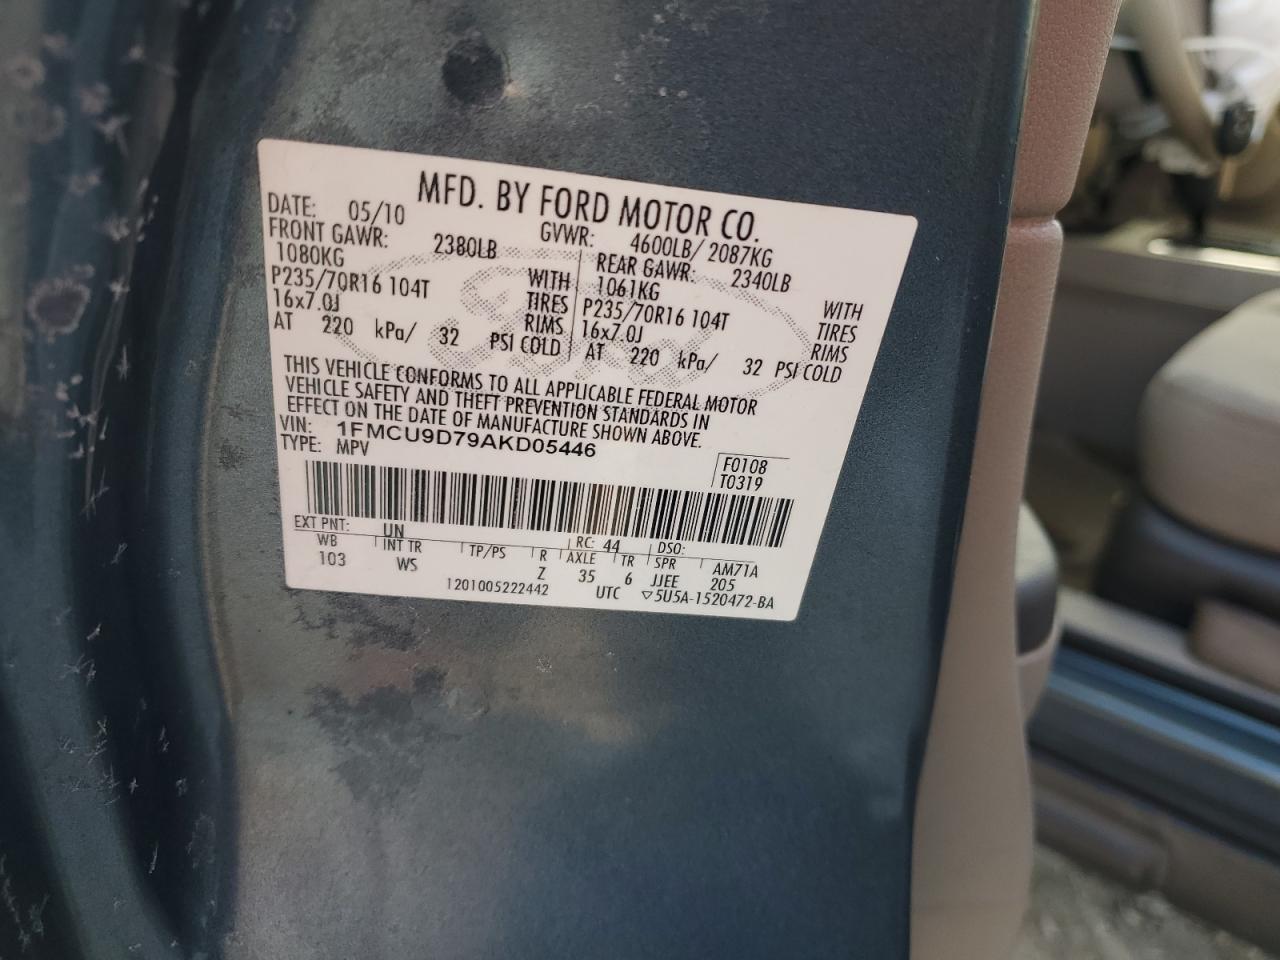 MFD. BY FORD MOTOR CO.
DATE: 05/10 GVWR: 4600LB/ 2087KG
FRONT GAWR: 2380LB REAR GAWR: 2340LB
1080KG WITH 1061KG WITH
P235/70R16 104T TIRES P235/70R16 104T TIRES
16x7.0J RIMS 16x7.0J RIMS
AT 220 kPa/ 32 PSI COLD AT 220 kPa/ 32 PSI COLD
THIS VEHICLE CONFORMS TO ALL APPLICABLE FEDERAL MOTOR
VEHICLE SAFETY AND THEFT PREVENTION STANDARDS IN
EFFECT ON THE DATE OF MANUFACTURE SHOWN ABOVE.
VIN: 1FMCU9D79AKD05446
TYPE: MPV
F0108
T0319
EXT PNT: UN RC: 44 DSO:
WB INT TR TP/PS R AXLE TR SPR AM71A
103 WS Z 35 6 JJEE 205
1201005222442 UTC ▽5U5A-1520472-BA